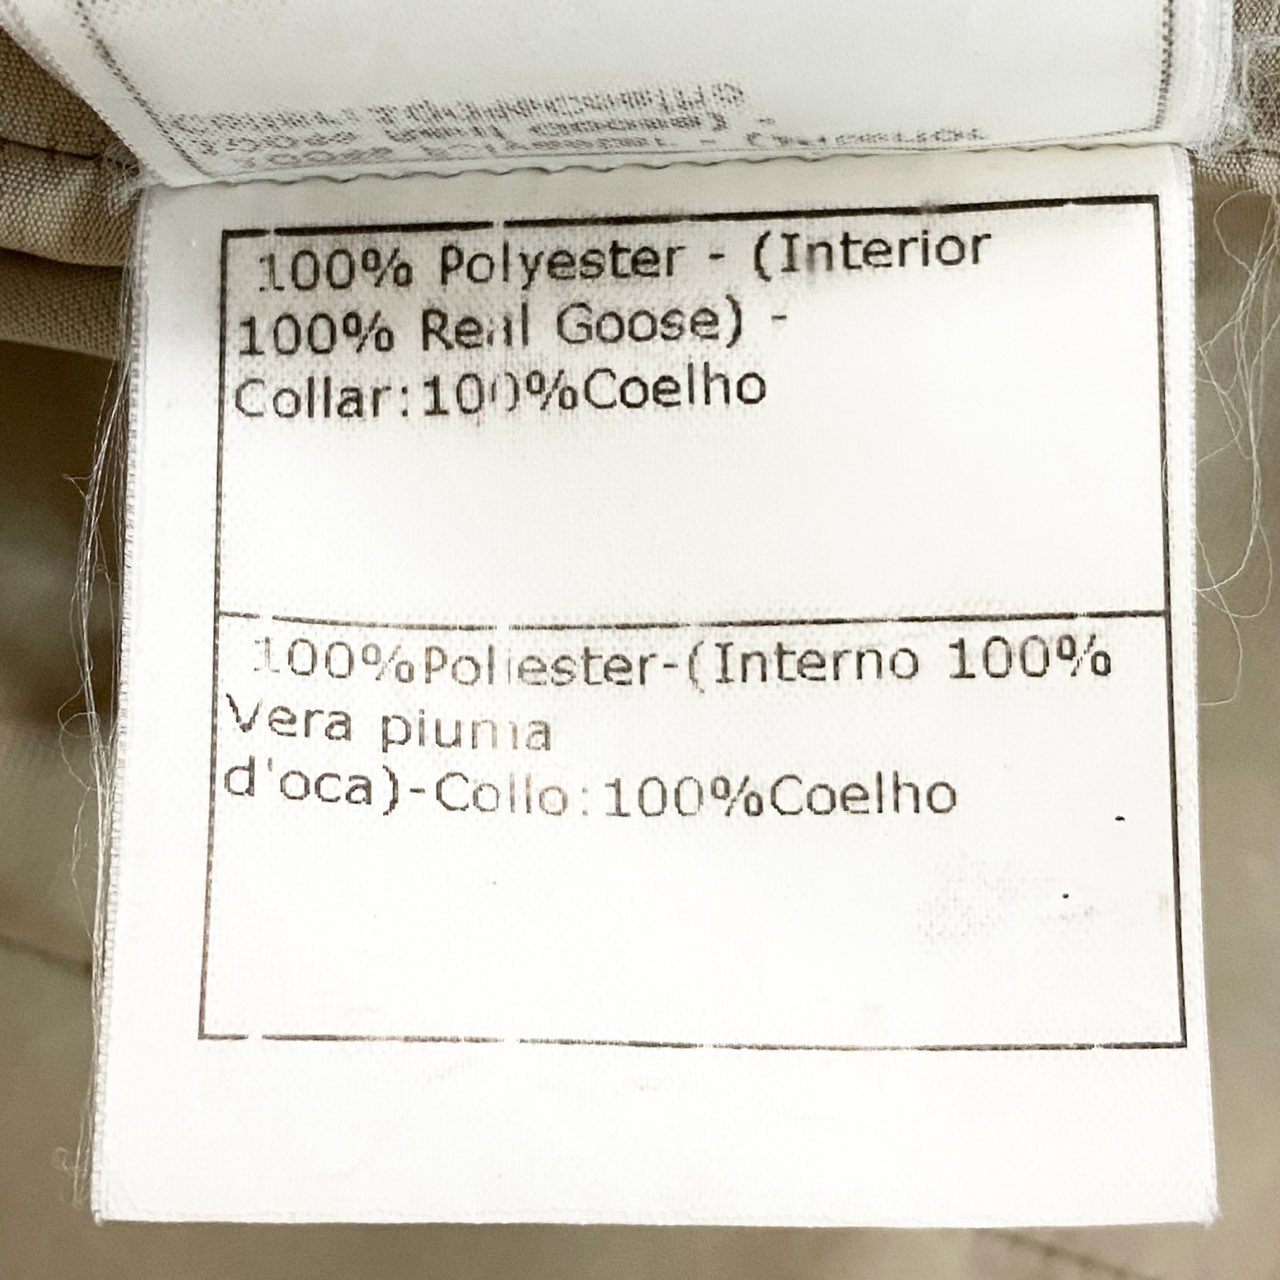 100% Polyester - (Interior
100% Real Goose) -
Collar:100%Coelho
100%Poliester-(Interno 100%
Vera piuma
d'oca)-Collo:100%Coelho